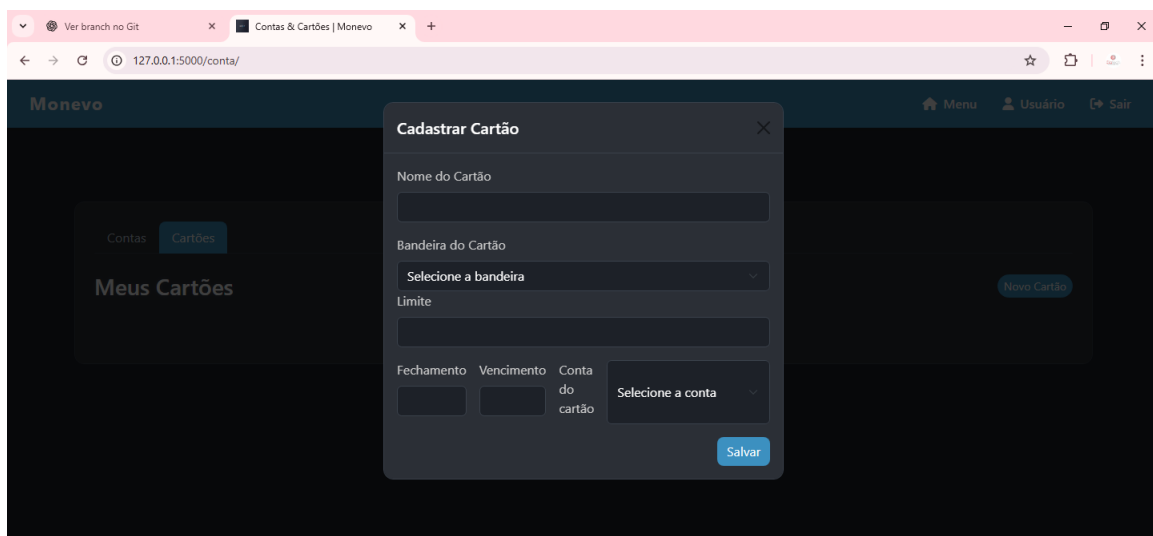 Ver branch no Git
Contas & Cartões | Monevo
127.0.0.1:5000/conta/
Monevo
Menu
Usuário
Sair
Cadastrar Cartão
Nome do Cartão
Contas
Cartões
Bandeira do Cartão
Selecione a bandeira
Meus Cartões
Novo Cartão
Limite
Fechamento
Vencimento
Conta
do
cartão
Selecione a conta
Salvar